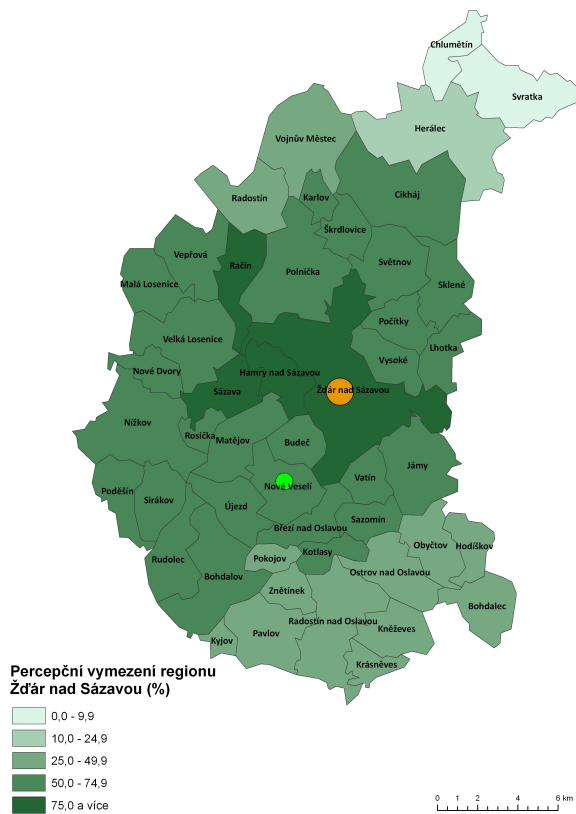 Chlumětín
Svratka
Herálec
Vojnův Městec
Cikháj
Radostín
Karlov
Škrdlovice
Vepřová
Světnov
Račín
Polnička
Malá Losenice
Sklené
Počítky
Velká Losenice
Lhotka
Vysoké
Nové Dvory
Hamry nad Sázavou
Sázava
Žďár nad Sázavou
Nížkov
Rosička
Matějov
Budeč
Jámy
Vatín
Nové Veselí
Poděšín
Sirákov
Újezd
Sazomín
Březí nad Oslavou
Obyčtov
Hodíškov
Kotlasy
Rudolec
Pokojov
Bohdalov
Ostrov nad Oslavou
Znětínek
Bohdalec
Radostín nad Oslavou
Kněževes
Pavlov
Kyjov
Krásněves
Percepční vymezení regionu
Žďár nad Sázavou (%)
0,0 - 9,9
10,0 - 24,9
25,0 - 49,9
50,0 - 74,9
75,0 a více
0 1 2 4 6 km